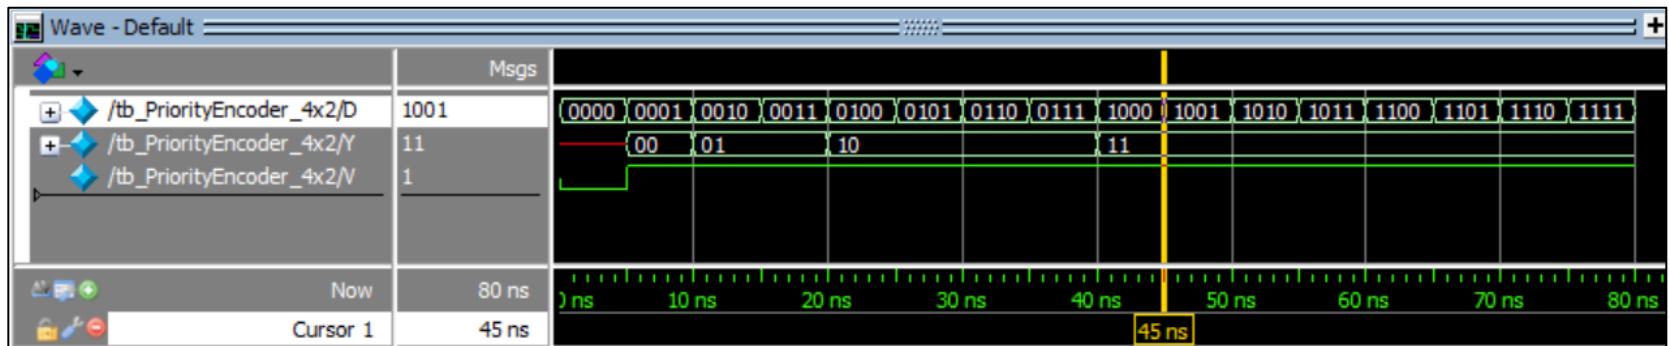 Wave - Default
Msgs
/tb_PriorityEncoder_4x2/D 1001 0000 0001 0010 0011 0100 0101 0110 0111 1000 1001 1010 1011 1100 1101 1110 1111
/tb_PriorityEncoder_4x2/Y 11 00 01 10 11
/tb_PriorityEncoder_4x2/V 1
Now 80 ns ns 10 ns 20 ns 30 ns 40 ns 50 ns 60 ns 70 ns 80 ns
Cursor 1 45 ns 45 ns